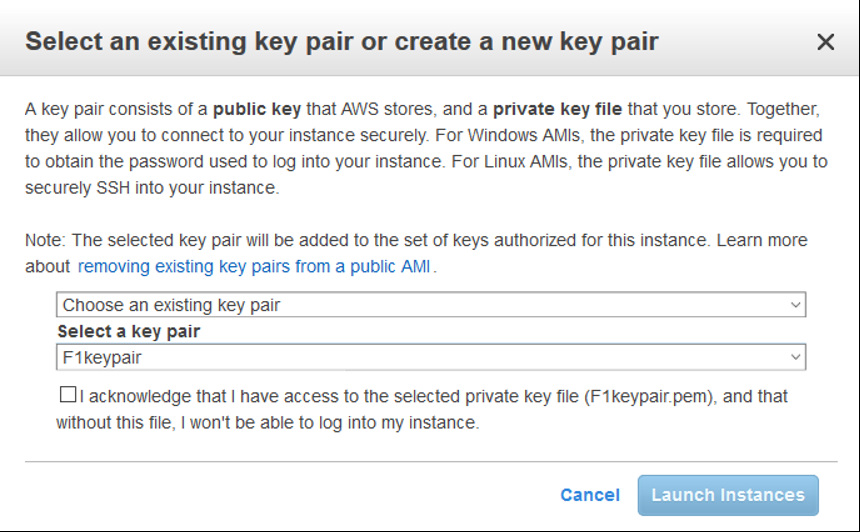 Select an existing key pair or create a new key pair
A key pair consists of a public key that AWS stores, and a private key file that you store. Together,
they allow you to connect to your instance securely. For Windows AMIs, the private key file is required
to obtain the password used to log into your instance. For Linux AMIs, the private key file allows you to
securely SSH into your instance.
Note: The selected key pair will be added to the set of keys authorized for this instance. Learn more
about removing existing key pairs from a public AMI.
Choose an existing key pair
Select a key pair
F1keypair
I acknowledge that I have access to the selected private key file (F1keypair.pem), and that
without this file, I won't be able to log into my instance.
Cancel Launch Instances